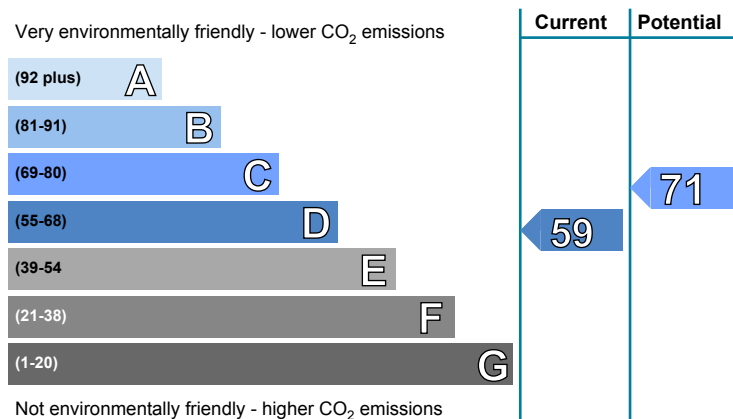 Very environmentally friendly - lower CO2 emissions
Current
Potential
(92 plus) A
(81-91) B
(69-80) C
(55-68) D
(39-54 E
(21-38) F
(1-20) G
59
71
Not environmentally friendly - higher CO2 emissions